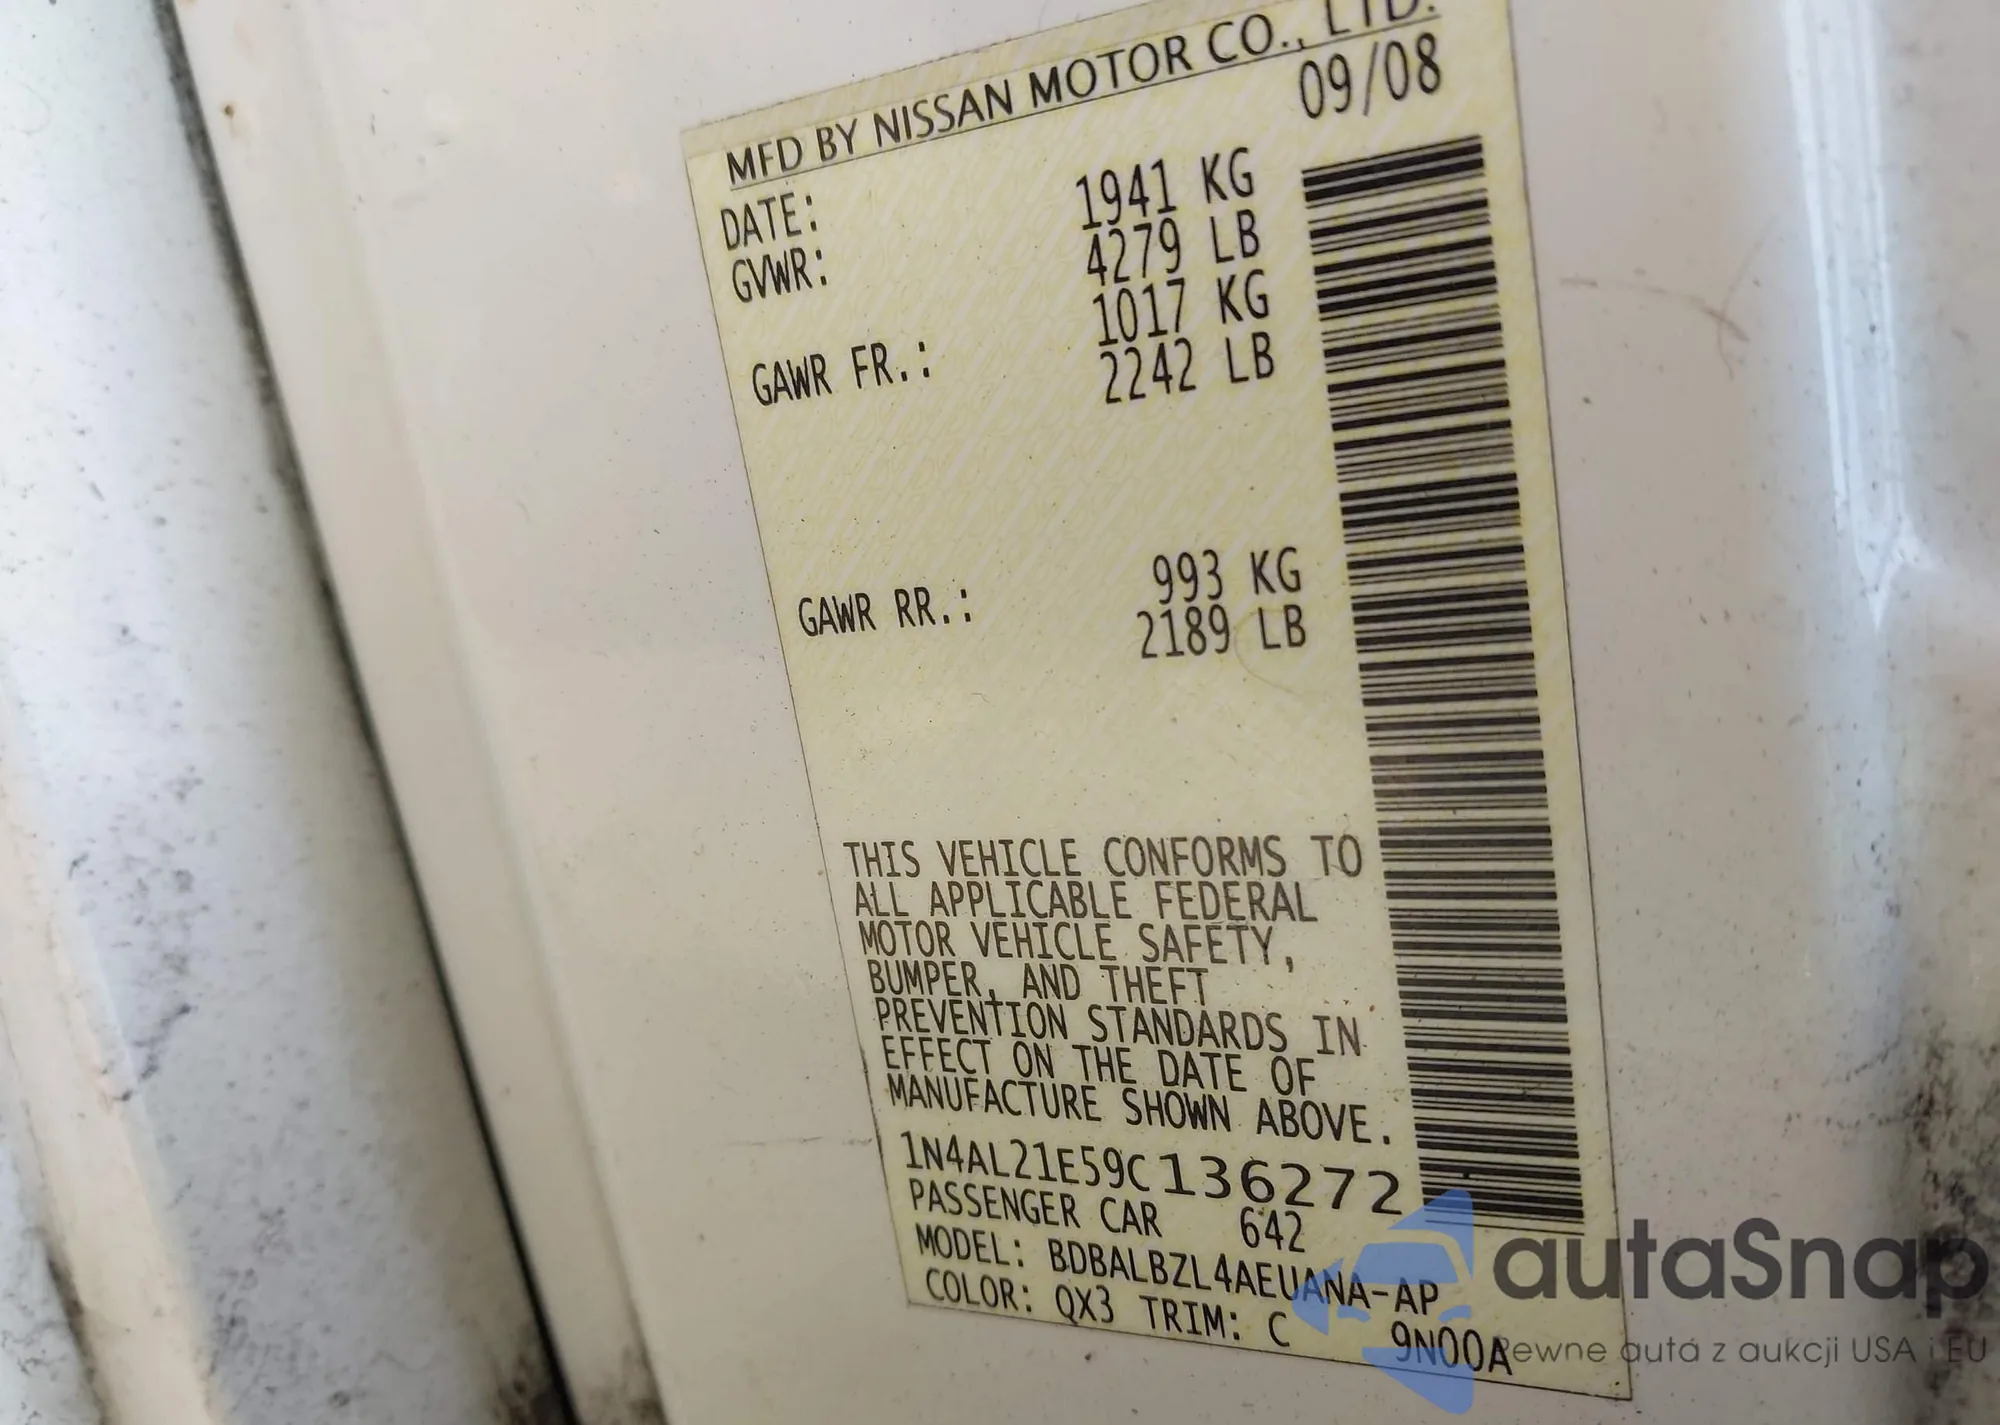 MFD BY NISSAN MOTOR CO., LTD.
DATE: 09/08
GVWR: 1941 KG
4279 LB
GAWR FR.: 1017 KG
2242 LB
GAWR RR.: 993 KG
2189 LB
THIS VEHICLE CONFORMS TO
ALL APPLICABLE FEDERAL
MOTOR VEHICLE SAFETY,
BUMPER, AND THEFT
PREVENTION STANDARDS IN
EFFECT ON THE DATE OF
MANUFACTURE SHOWN ABOVE.
1N4AL21E59C136272
PASSENGER CAR 642
MODEL: BDBALBZL4AEUANA-AP
COLOR: QX3 TRIM: C 9N00A
autaSnap
Pewne auta z aukcji USA i EU